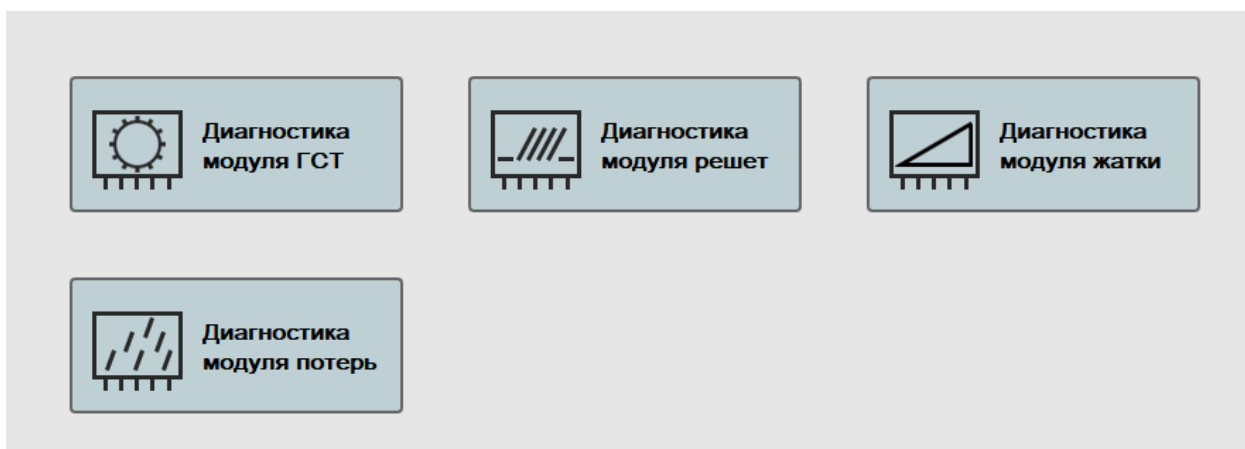 Диагностика
модуля ГСТ
Диагностика
модуля решет
Диагностика
модуля жатки
Диагностика
модуля потерь